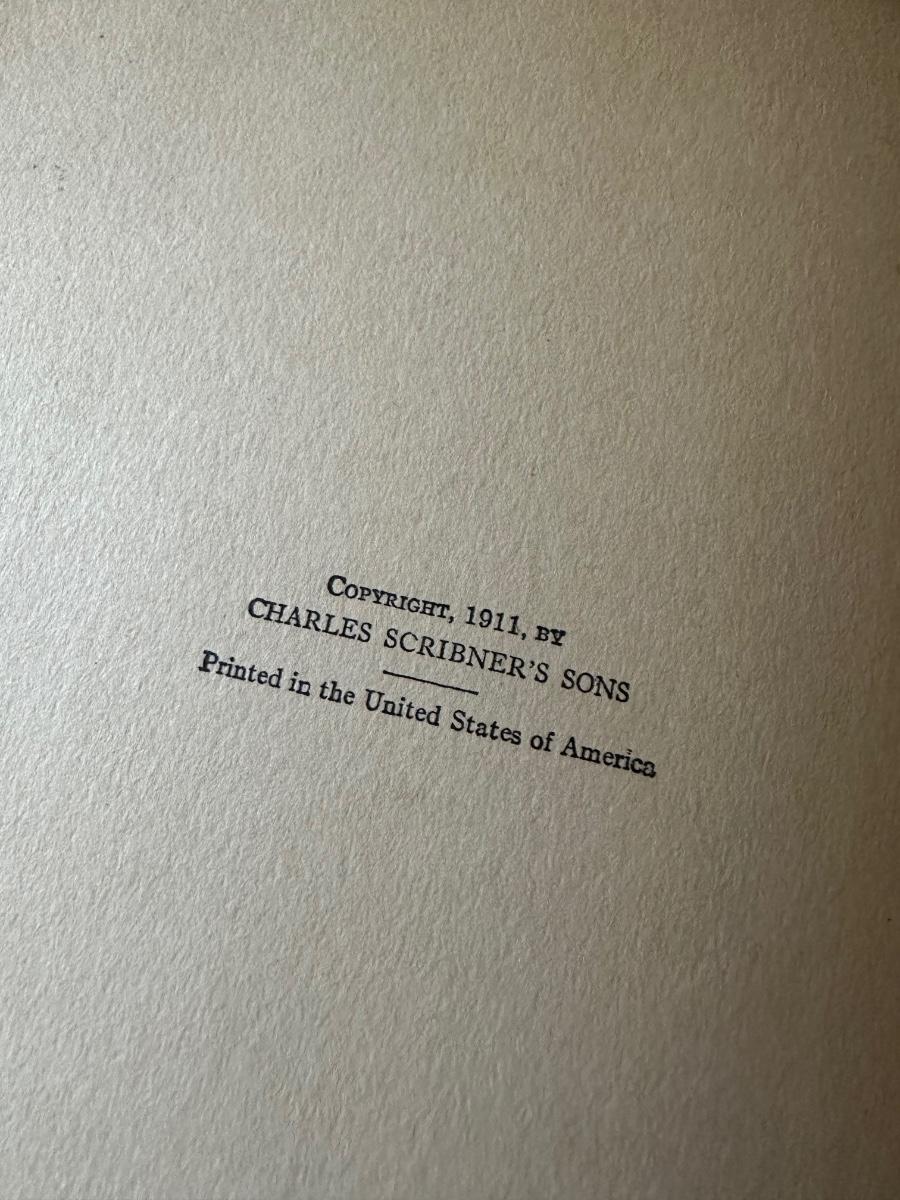 COPYRIGHT, 1911, BY
CHARLES SCRIBNER'S SONS
Printed in the United States of America